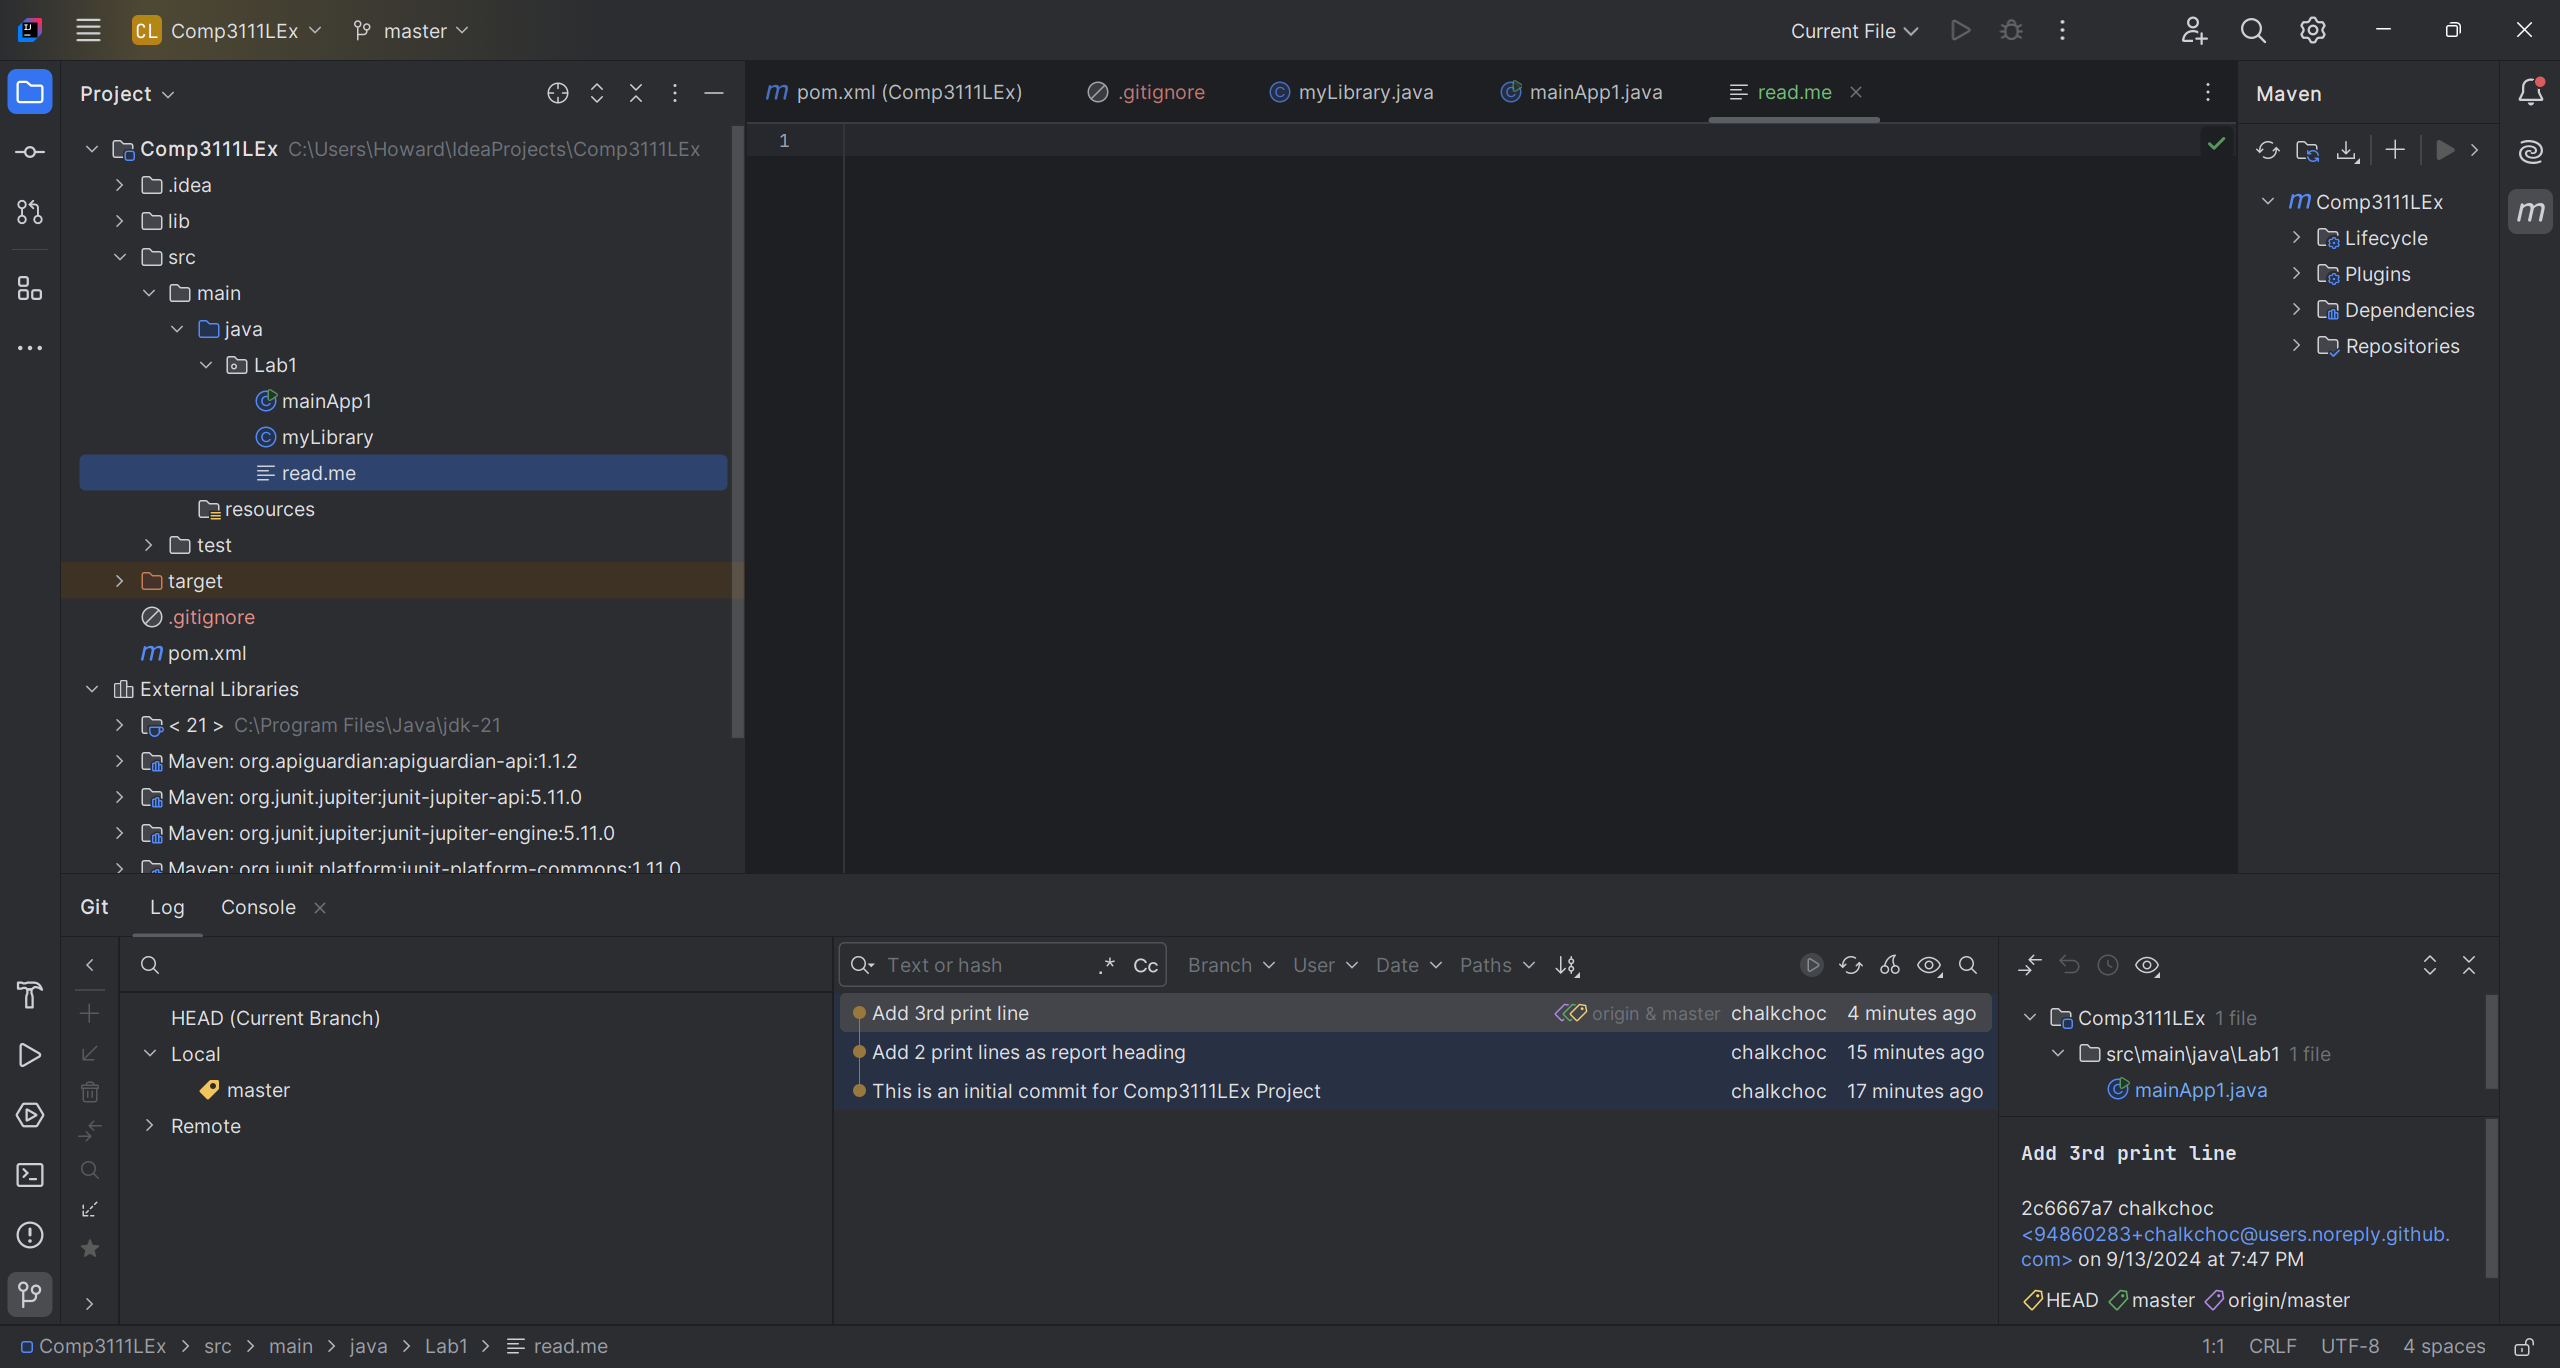 CL Comp3111LEx master Current File
Project
Comp3111LEx C:\Users\Howard\IdeaProjects\Comp3111LEx
.idea
lib
src
main
java
Lab1
mainApp1
myLibrary
read.me
resources
test
target
.gitignore
m pom.xml
External Libraries
< 21 > C:\Program Files\Java\jdk-21
Maven: org.apiguardian:apiguardian-api:1.1.2
Maven: org.junit.jupiter:junit-jupiter-api:5.11.0
Maven: org.junit.jupiter:junit-jupiter-engine:5.11.0
Maven: org.junit.platform:junit-platform-commons:1.11.0
m pom.xml (Comp3111LEx) .gitignore myLibrary.java mainApp1.java read.me
1
Maven
m Comp3111LEx
Lifecycle
Plugins
Dependencies
Repositories
m
Git Log Console
HEAD (Current Branch)
Local
master
Remote
Text or hash .* Cc Branch User Date Paths
Add 3rd print line origin & master chalkchoc 4 minutes ago
Add 2 print lines as report heading chalkchoc 15 minutes ago
This is an initial commit for Comp3111LEx Project chalkchoc 17 minutes ago
Comp3111LEx 1 file
src\main\java\Lab1 1 file
mainApp1.java
Add 3rd print line
2c6667a7 chalkchoc
<94860283+chalkchoc@users.noreply.github.
com> on 9/13/2024 at 7:47 PM
HEAD master origin/master
Comp3111LEx > src > main > java > Lab1 > read.me 1:1 CRLF UTF-8 4 spaces